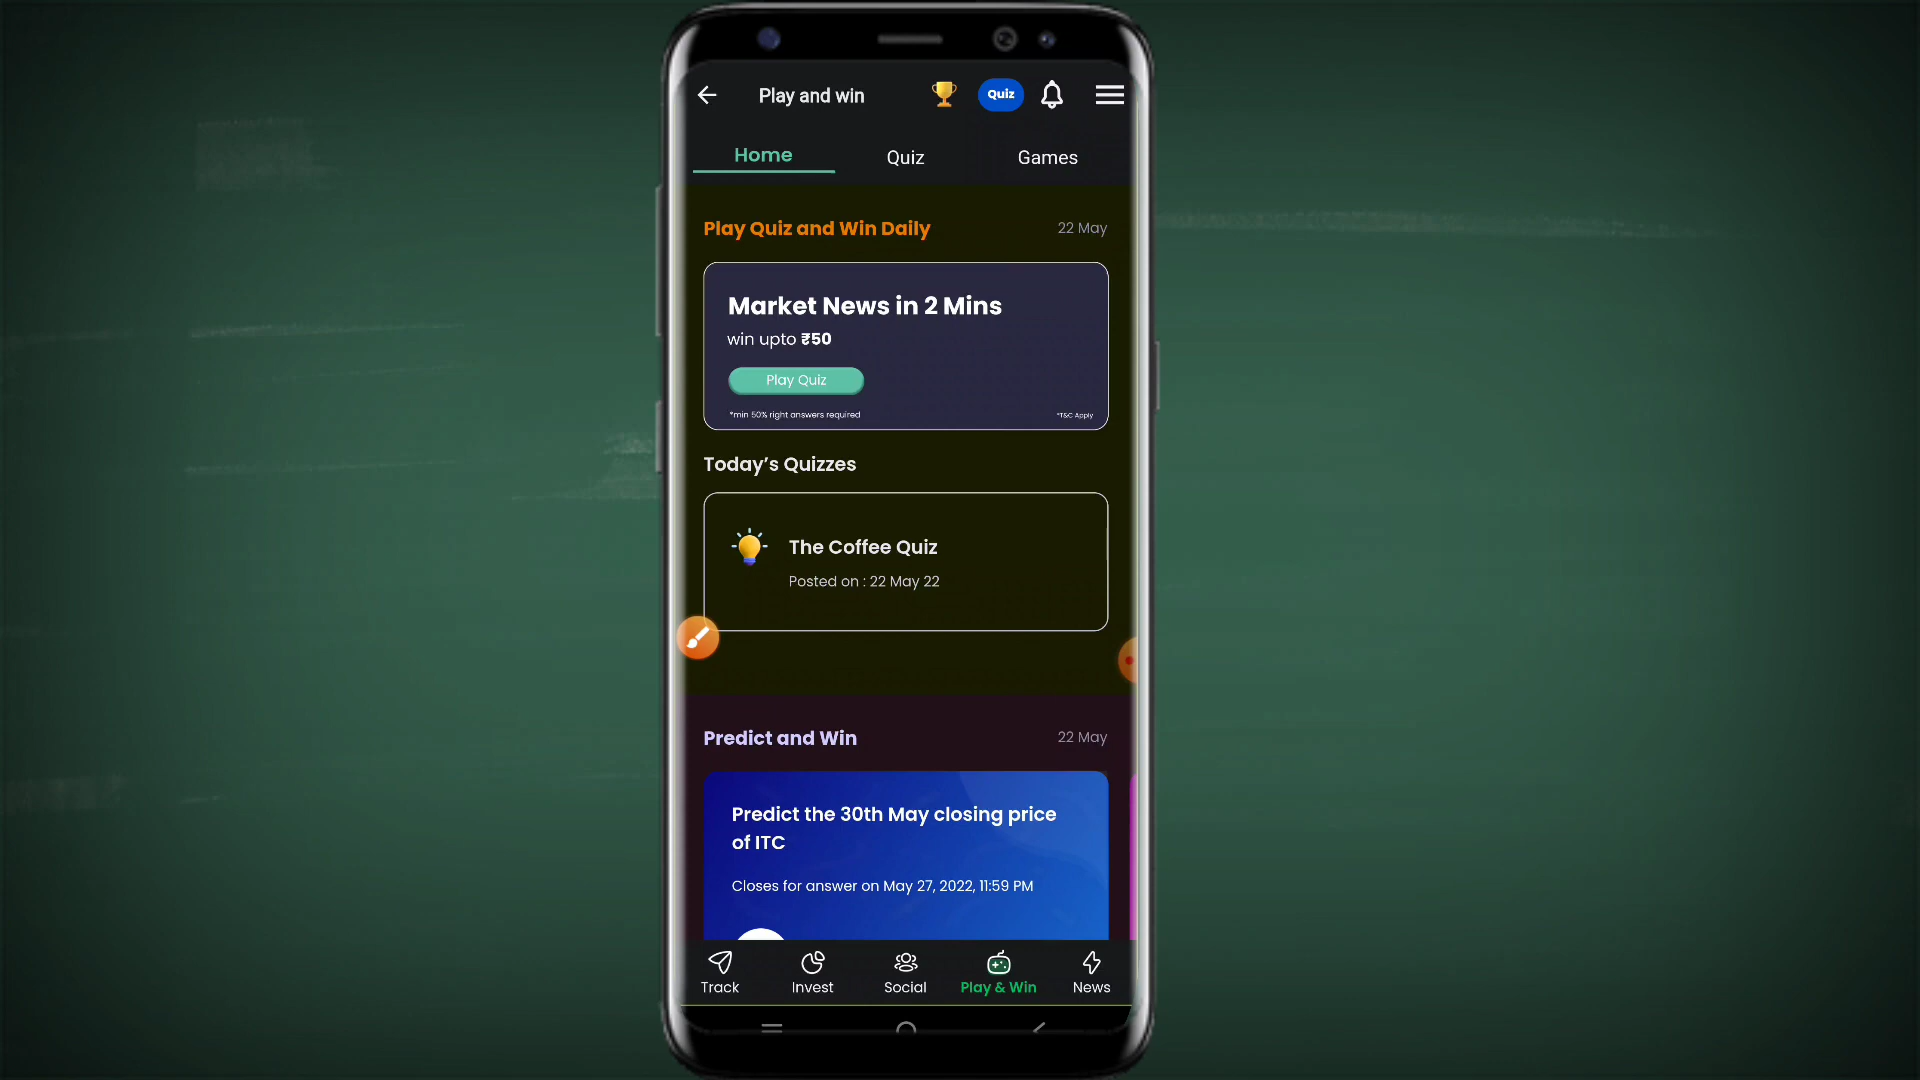 Play and win
Quiz
Home
Quiz
Games
Play Quiz and Win Daily
22 May
Market News in 2 Mins
win upto ₹50
Play Quiz
*min 50% right answers required
*T&C Apply
Today’s Quizzes
The Coffee Quiz
Posted on : 22 May 22
Predict and Win
22 May
Predict the 30th May closing price
of ITC
Closes for answer on May 27, 2022, 11:59 PM
Track
Invest
Social
Play & Win
News